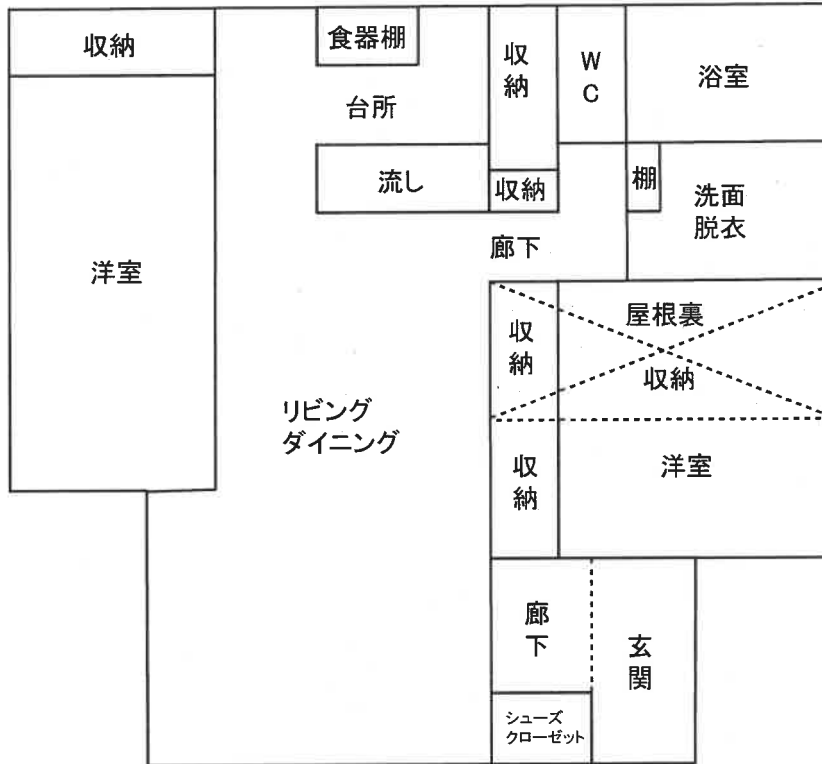 収納
食器棚
収納
WC
浴室
台所
流し
収納
棚
洗面
脱衣
廊下
洋室
収納
屋根裏
収納
リビング
ダイニング
収納
洋室
廊下
玄関
シューズ
クローゼット